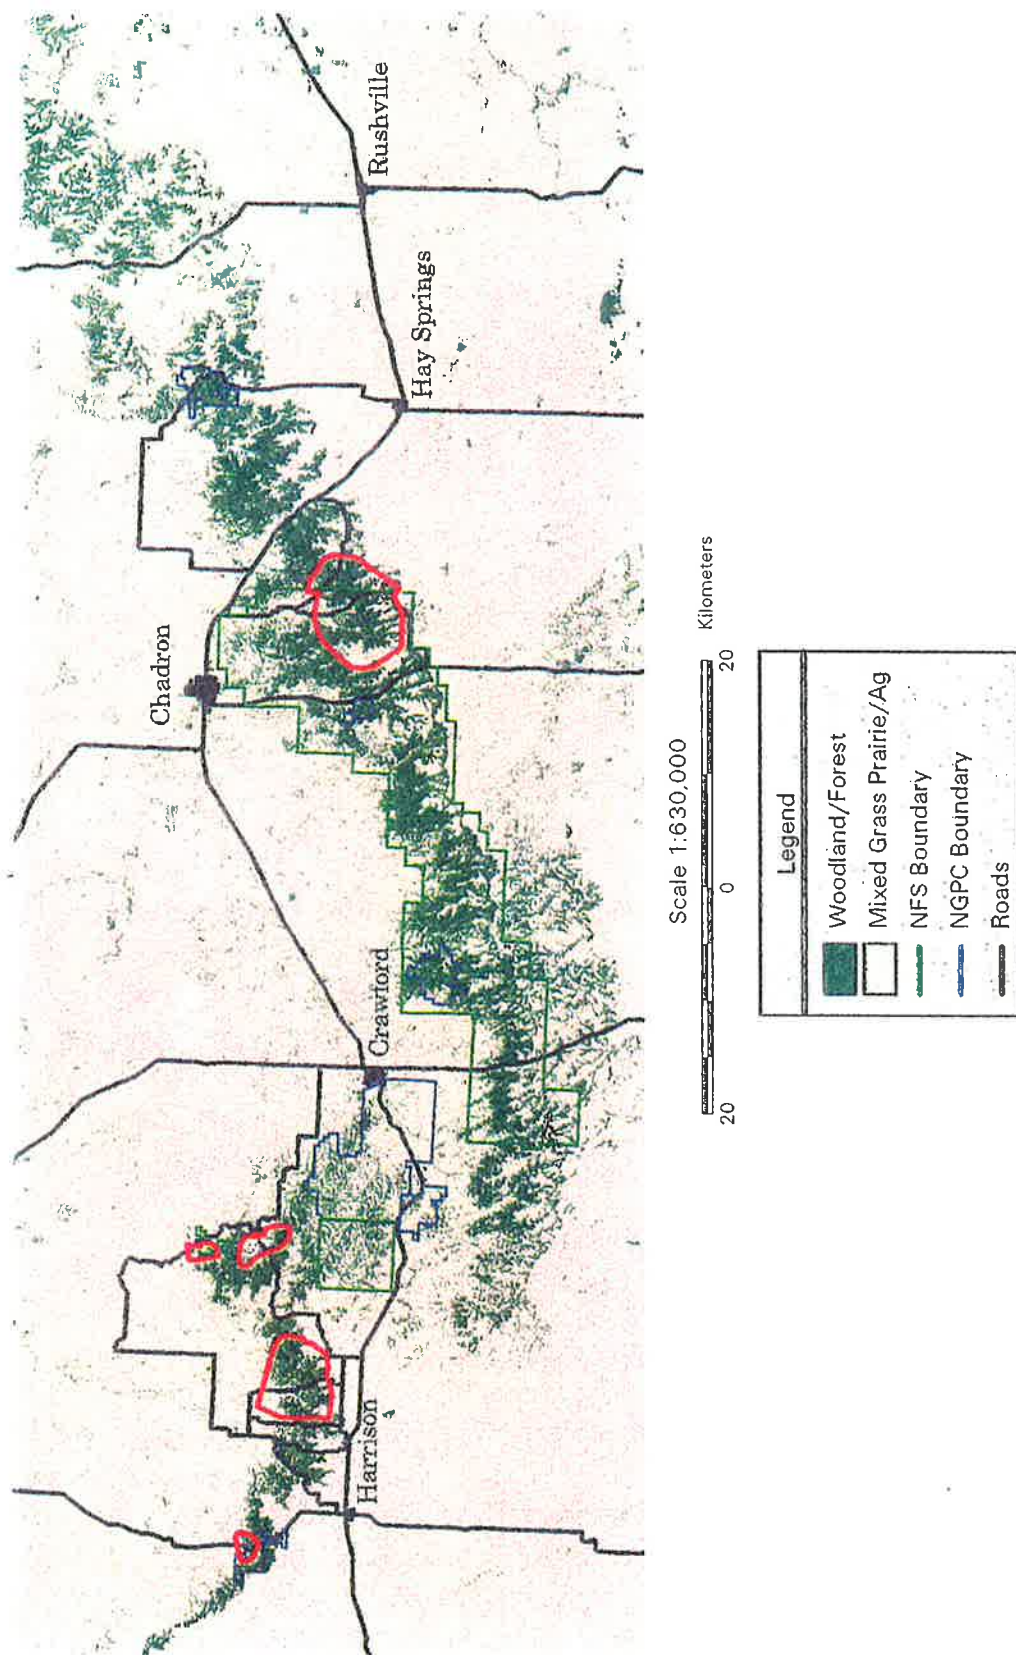 Harrison
Crawford
Chadron
Hay Springs
Rushville
Scale 1:630,000
20 0 20
Kilometers
Legend
Woodland/Forest
Mixed Grass Prairie/Ag
NFS Boundary
NGPC Boundary
Roads